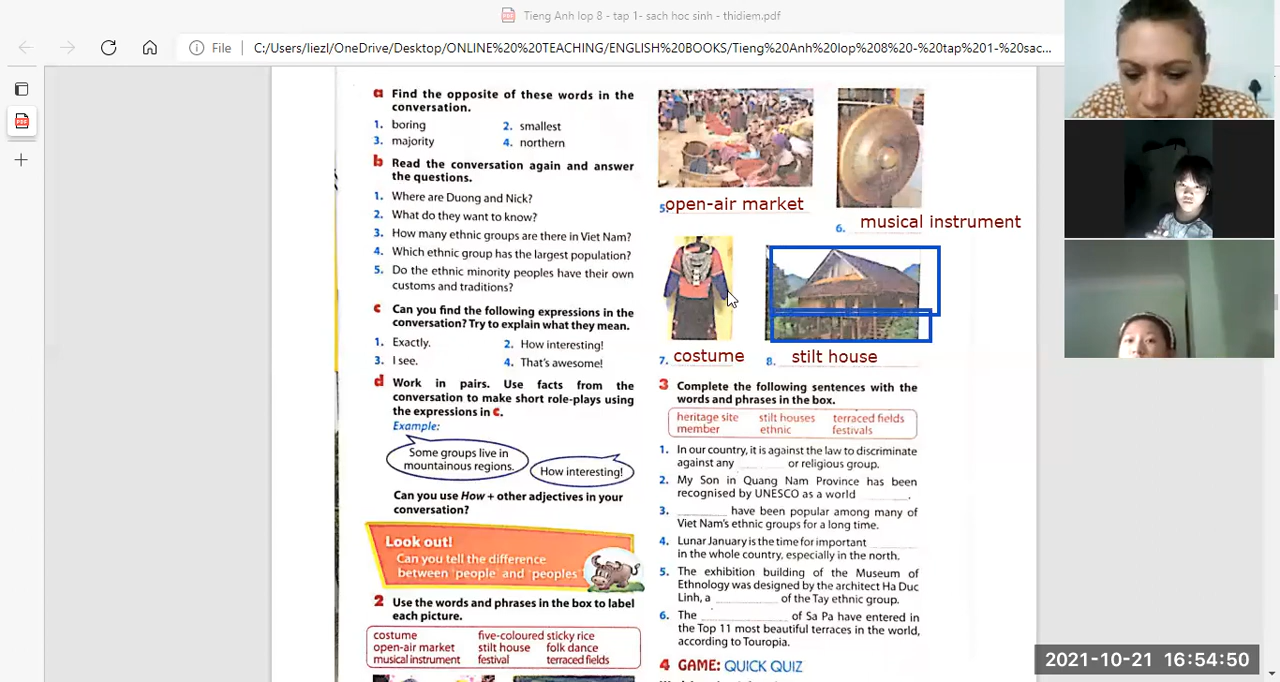 Tieng Anh lop 8 - tap 1- sach hoc sinh - thidiem.pdf
File C:/Users/liezl/OneDrive/Desktop/ONLINE%20%20TEACHING/ENGLISH%20BOOKS/Tieng%20Anh%20lop%208%20-%20tap%201-%20sac...
a Find the opposite of these words in the
conversation.
1. boring 2. smallest
3. majority 4. northern
b Read the conversation again and answer
the questions.
1. Where are Duong and Nick?
2. What do they want to know?
3. How many ethnic groups are there in Viet Nam?
4. Which ethnic group has the largest population?
5. Do the ethnic minority peoples have their own
customs and traditions?
c Can you find the following expressions in the
conversation? Try to explain what they mean.
1. Exactly. 2. How interesting!
3. I see. 4. That's awesome!
d Work in pairs. Use facts from the
conversation to make short role-plays using
the expressions in c.
Example:
Some groups live in
mountainous regions.
How interesting!
Can you use How + other adjectives in your
conversation?
Look out!
Can you tell the difference
between 'people' and 'peoples'
2 Use the words and phrases in the box to label
each picture.
costume five-coloured sticky rice
open-air market stilt house folk dance
musical instrument festival terraced fields
5. open-air market
6. musical instrument
7. costume 8. stilt house
3 Complete the following sentences with the
words and phrases in the box.
heritage site stilt houses terraced fields
member ethnic festivals
1. In our country, it is against the law to discriminate
against any ______ or religious group.
2. My Son in Quang Nam Province has been
recognised by UNESCO as a world ______.
3. ______ have been popular among many of
Viet Nam's ethnic groups for a long time.
4. Lunar January is the time for important ______
in the whole country, especially in the north.
5. The exhibition building of the Museum of
Ethnology was designed by the architect Ha Duc
Linh, a ______ of the Tay ethnic group.
6. The ______ of Sa Pa have entered in
the Top 11 most beautiful terraces in the world,
according to Touropia.
4 GAME: QUICK QUIZ
2021-10-21 16:54:50